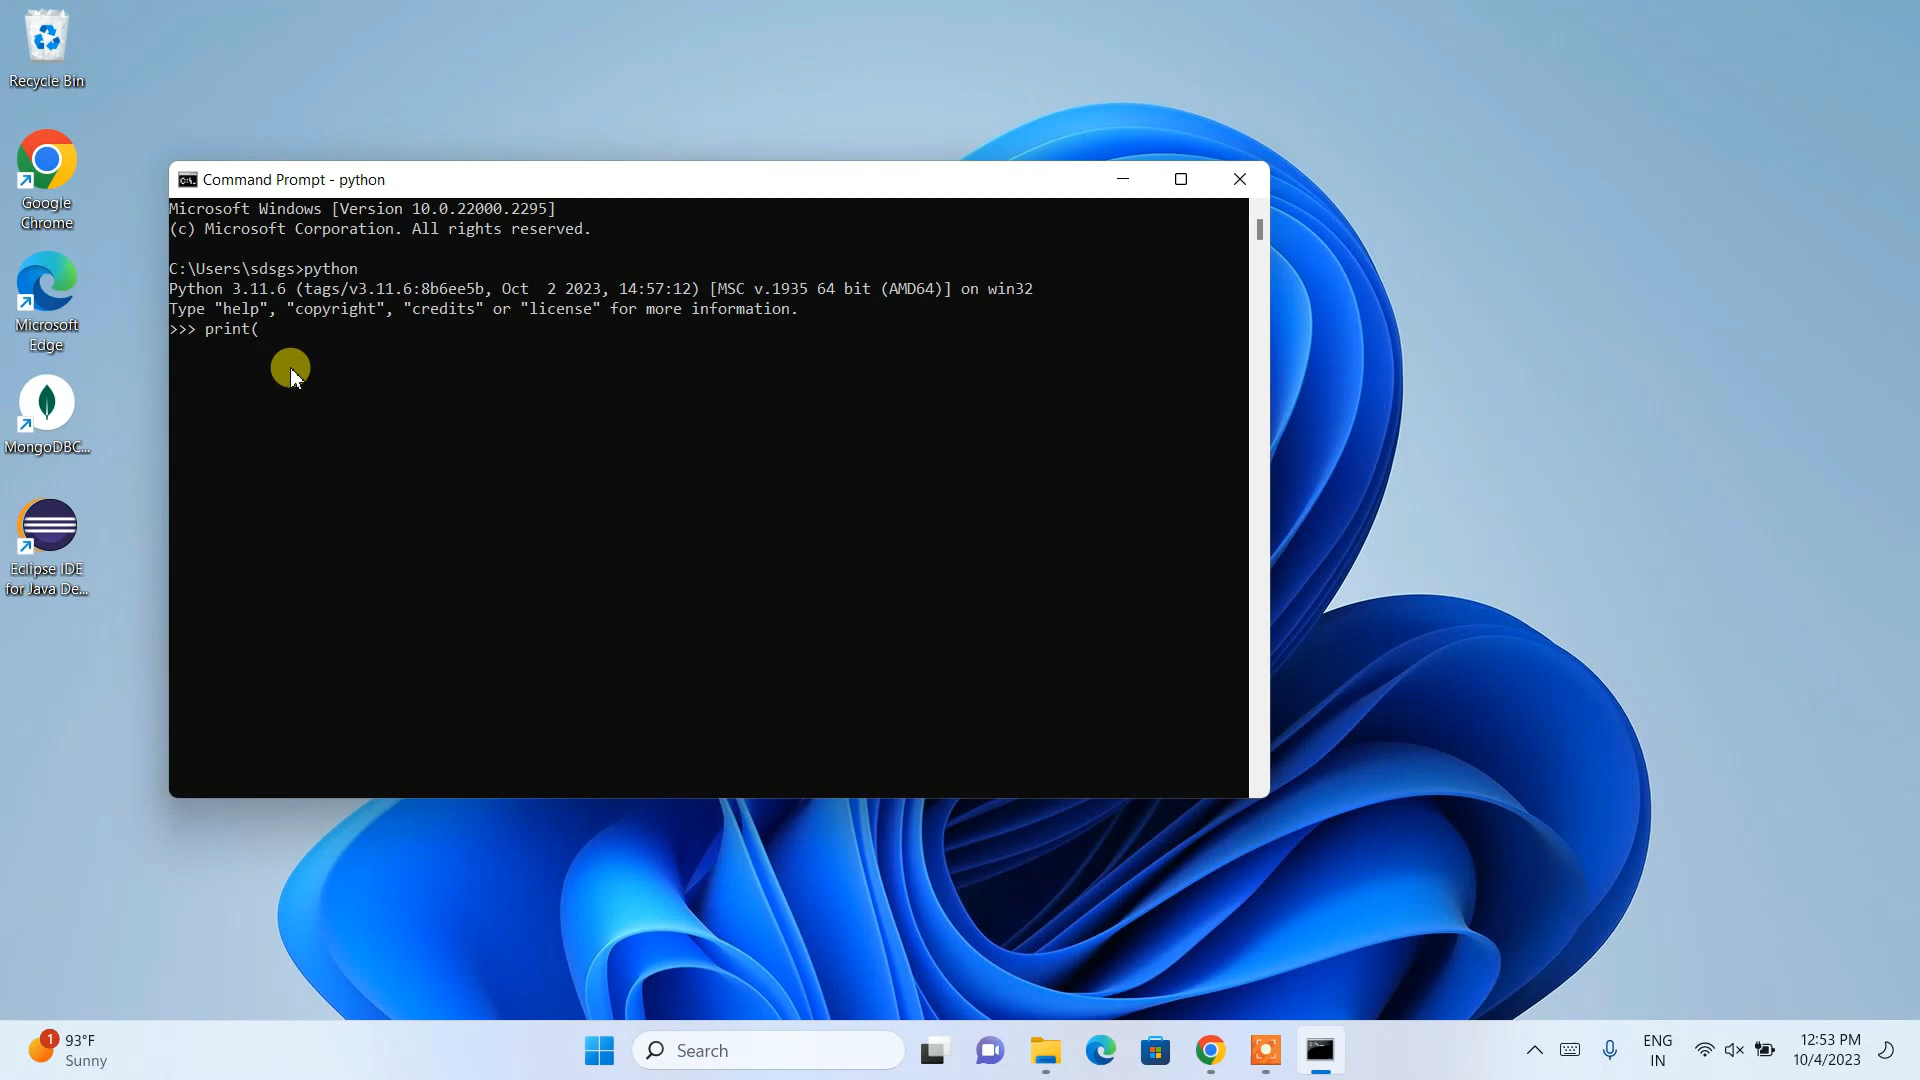 Recycle Bin
Google
Chrome
Microsoft
Edge
MongoDBC...
Eclipse IDE
for Java De...
Command Prompt - python
Microsoft Windows [Version 10.0.22000.2295]
(c) Microsoft Corporation. All rights reserved.
C:\Users\sdsgs>python
Python 3.11.6 (tags/v3.11.6:8b6ee5b, Oct  2 2023, 14:57:12) [MSC v.1935 64 bit (AMD64)] on win32
Type "help", "copyright", "credits" or "license" for more information.
>>> print(
1
93°F
Sunny
Search
ENG
IN
12:53 PM
10/4/2023